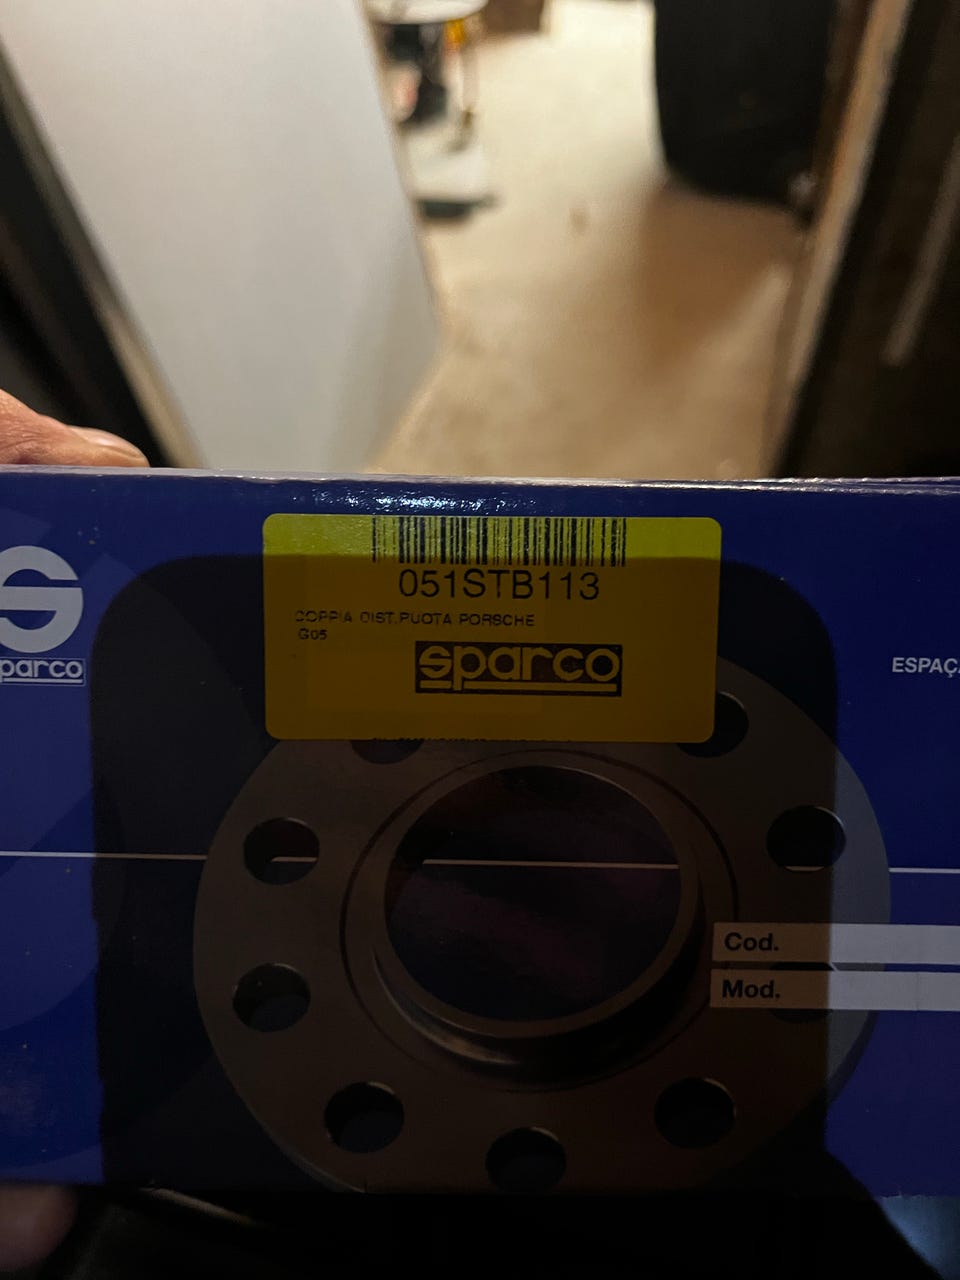 051STB113
COPPIA DIST.RUOTA PORSCHE
G05
sparco
S
sparco
ESPAÇ
Cod.
Mod.